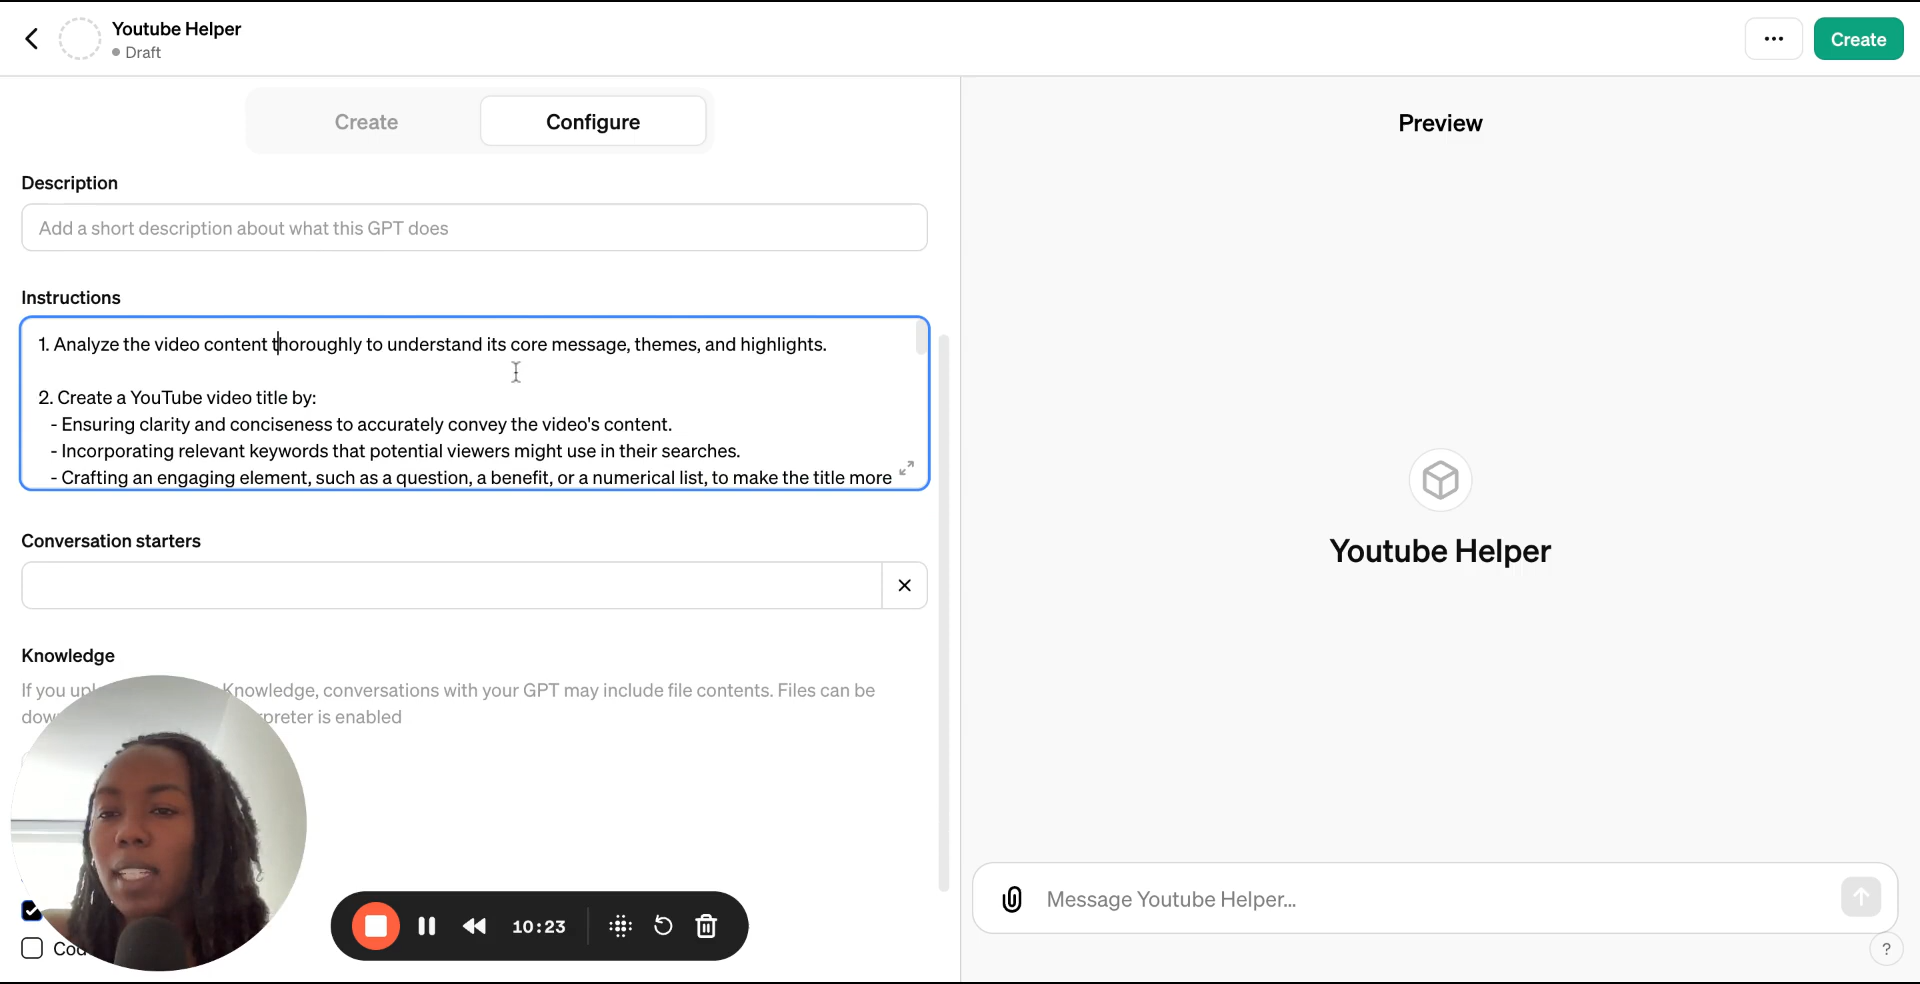 Youtube Helper
Draft
Create
Create
Configure
Preview
Description
Add a short description about what this GPT does
Instructions
1. Analyze the video content thoroughly to understand its core message, themes, and highlights.
2. Create a YouTube video title by:
- Ensuring clarity and conciseness to accurately convey the video's content.
- Incorporating relevant keywords that potential viewers might use in their searches.
- Crafting an engaging element, such as a question, a benefit, or a numerical list, to make the title more
Conversation starters
Youtube Helper
Knowledge
If you Knowledge, conversations with your GPT may include file contents. Files can be
is enabled
10:23
Message Youtube Helper...
?